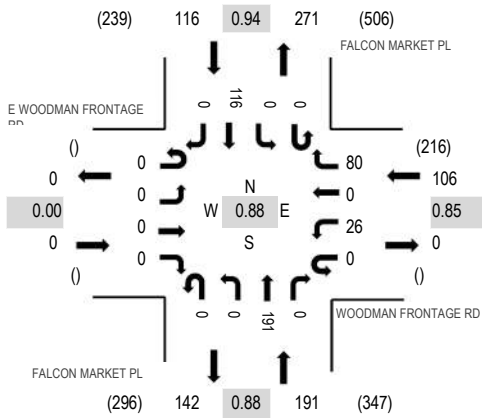 (239) 116 0.94 271 (506)
FALCON MARKET PL
0 116 0 0
E WOODMAN FRONTAGE
RD
() (216)
0 0 80 106
0.00 0 0 0.85
W N E S 0.88
0 0 26 0
() 0 0 ()
0 0 191 0
WOODMAN FRONTAGE RD
FALCON MARKET PL
(296) 142 0.88 191 (347)